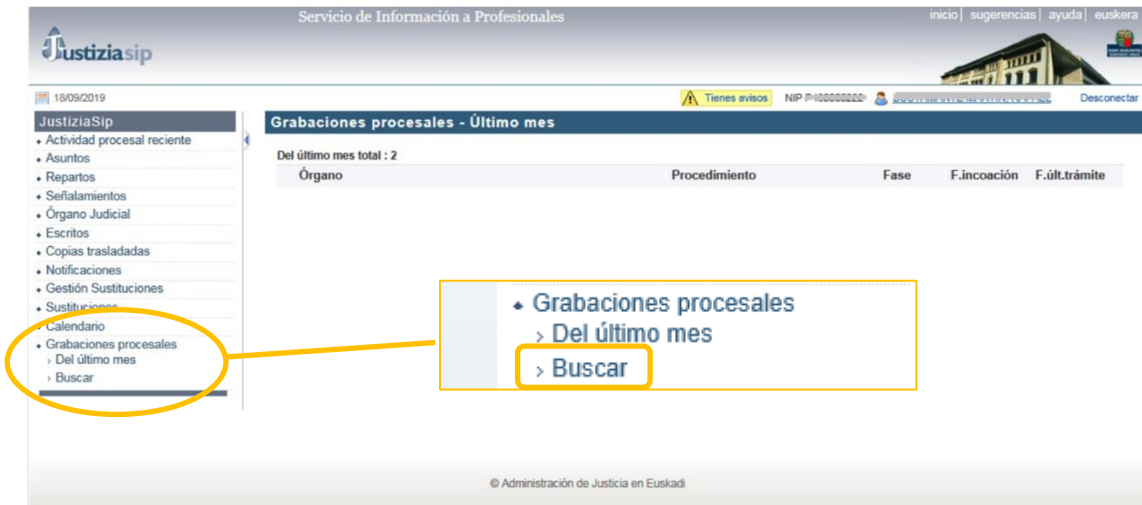 Servicio de Información a Profesionales
inicio| sugerencias| ayuda| euskera
Justiziasip
18/09/2019
Tienes avisos NIP Desconectar
JustiziaSip
Actividad procesal reciente
Asuntos
Repartos
Señalamientos
Órgano Judicial
Escritos
Copias trasladadas
Notificaciones
Gestión Sustituciones
Sustituciones
Calendario
Grabaciones procesales
› Del último mes
› Buscar
Grabaciones procesales - Último mes
Del último mes total : 2
Órgano Procedimiento Fase F.incoación F.últ.trámite
Grabaciones procesales
› Del último mes
› Buscar
© Administración de Justicia en Euskadi